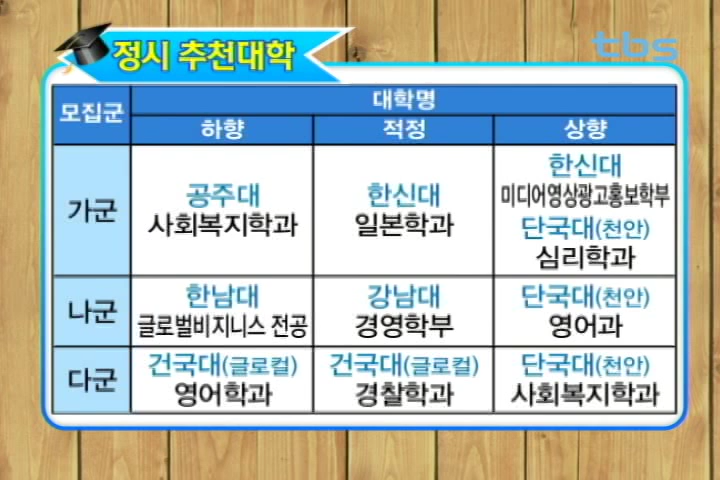 정시 추천대학
tbs
모집군
대학명
하향 적정 상향
가군
공주대
사회복지학과
한신대
일본학과
한신대
미디어영상광고홍보학부
단국대(천안)
심리학과
나군
한남대
글로벌비지니스 전공
강남대
경영학부
단국대(천안)
영어과
다군
건국대(글로컬)
영어학과
건국대(글로컬)
경찰학과
단국대(천안)
사회복지학과